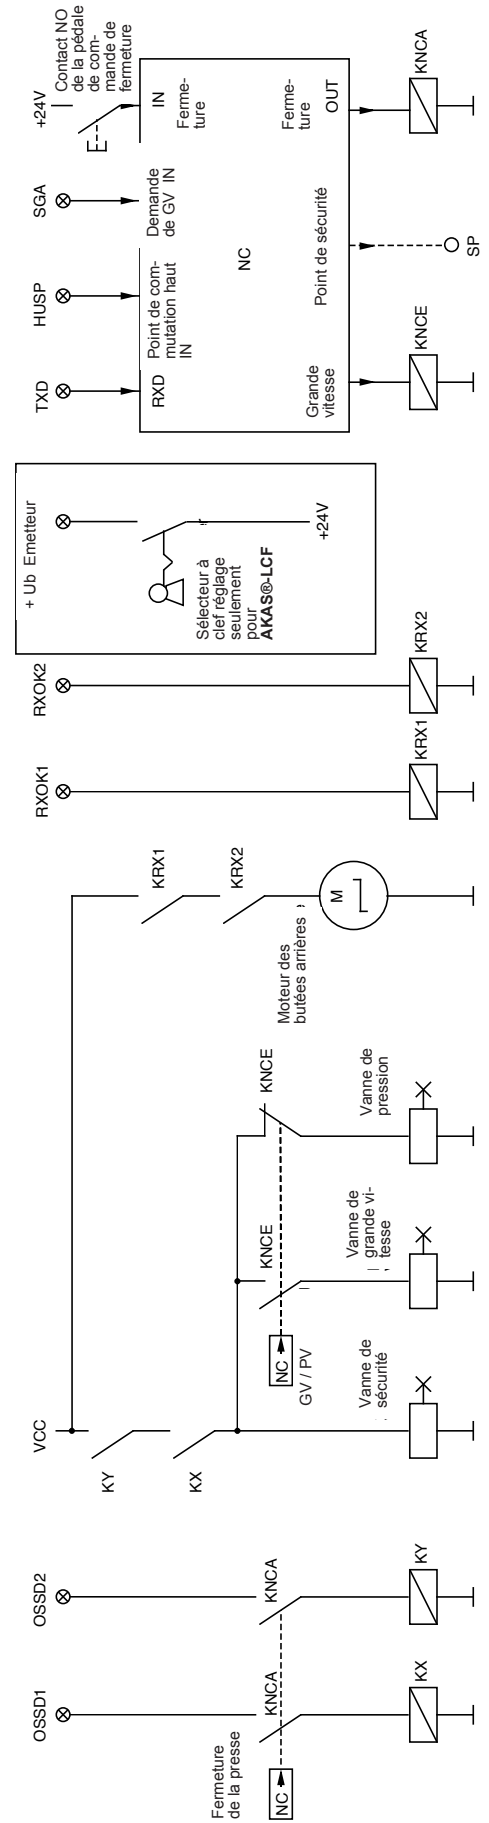 OSSD1
OSSD2
Fermeture
de la presse
NC
KNCA
KNCA
KX
KY
VCC
KY
KX
NC
GV / PV
KNCE
KNCE
Vanne de
sécurité
Vanne de
grande vi-
tesse
Vanne de
pression
KRX1
KRX2
Moteur des
butées arrières
M
RXOK1
RXOK2
KRX1
KRX2
+ Ub Emetteur
Sélecteur à
clef réglage
seulement
pour
AKAS®-LCF
+24V
TXD
HUSP
SGA
+24V
Contact NO
de la pédale
de com-
mande de
fermeture
RXD
Point de com-
mutation haut
IN
Demande
de GV IN
IN
Ferme-
ture
NC
Grande
vitesse
Point de sécurité
Ferme-
ture
OUT
KNCE
SP
KNCA